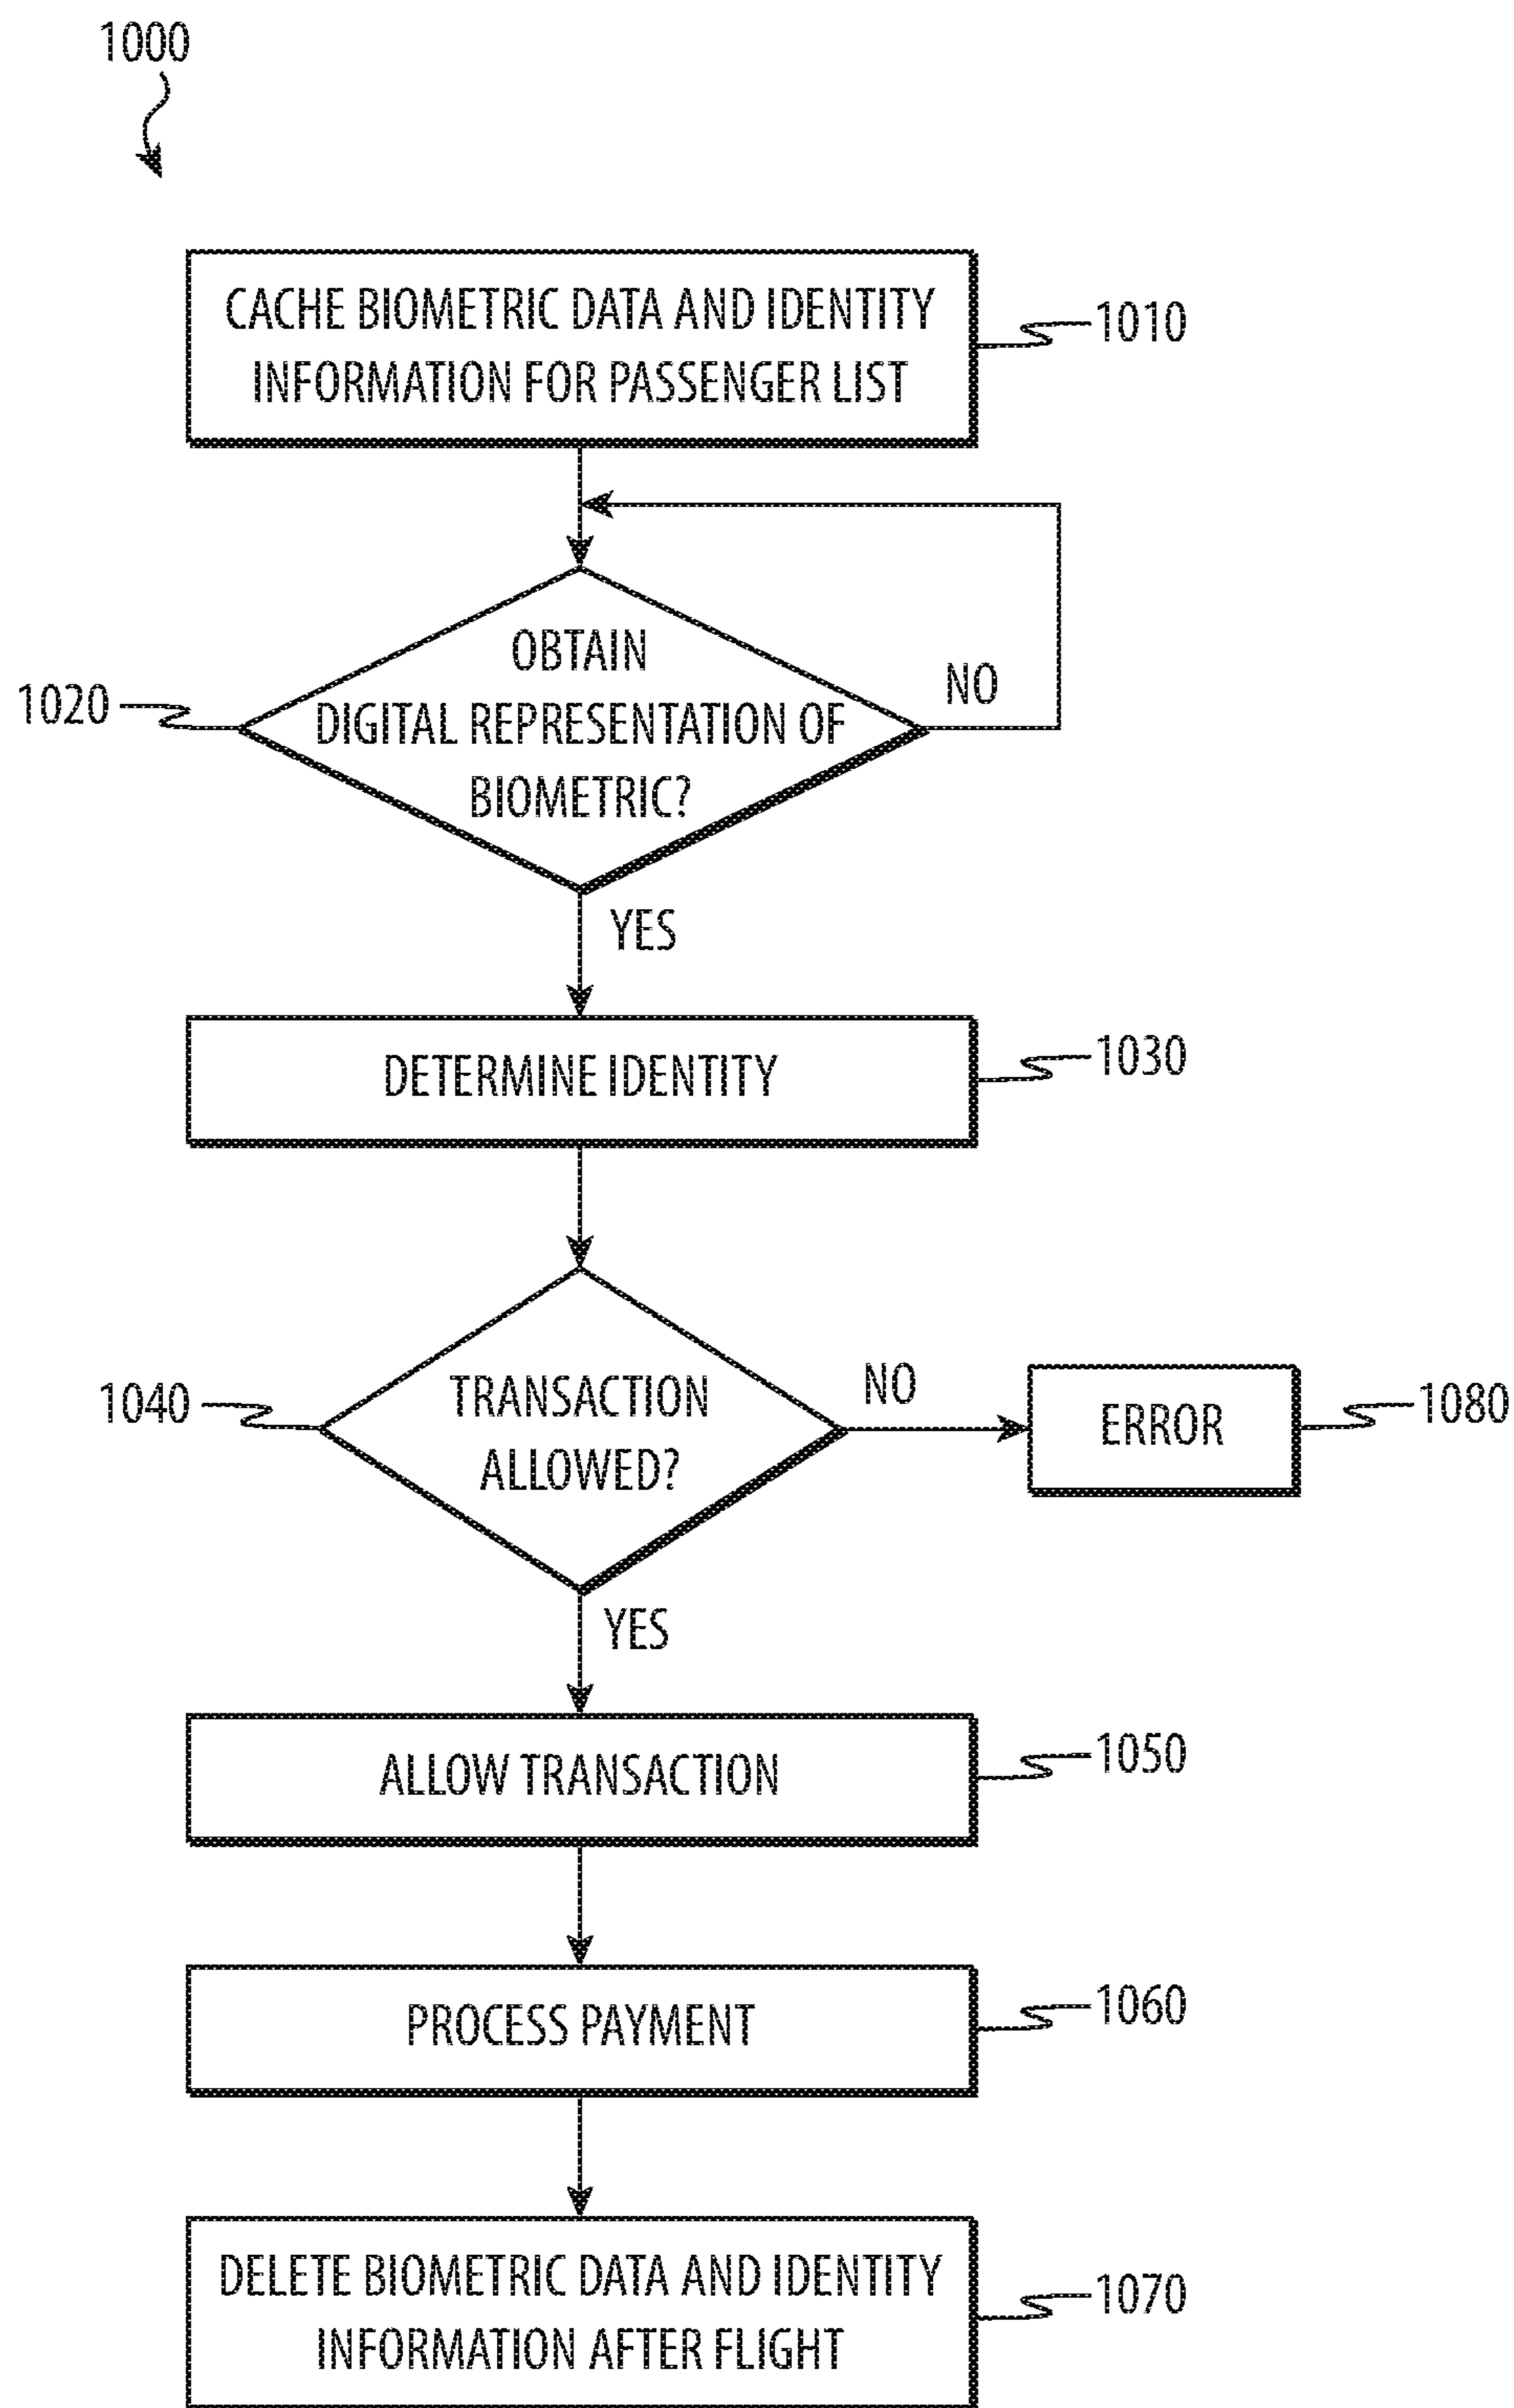 1000
CACHE BIOMETRIC DATA AND IDENTITY
INFORMATION FOR PASSENGER LIST
1010
OBTAIN
DIGITAL REPRESENTATION OF
BIOMETRIC?
NO
1020
YES
DETERMINE IDENTITY
1030
TRANSACTION
ALLOWED?
NO
1040
ERROR
1080
YES
ALLOW TRANSACTION
1050
PROCESS PAYMENT
1060
DELETE BIOMETRIC DATA AND IDENTITY
INFORMATION AFTER FLIGHT
1070